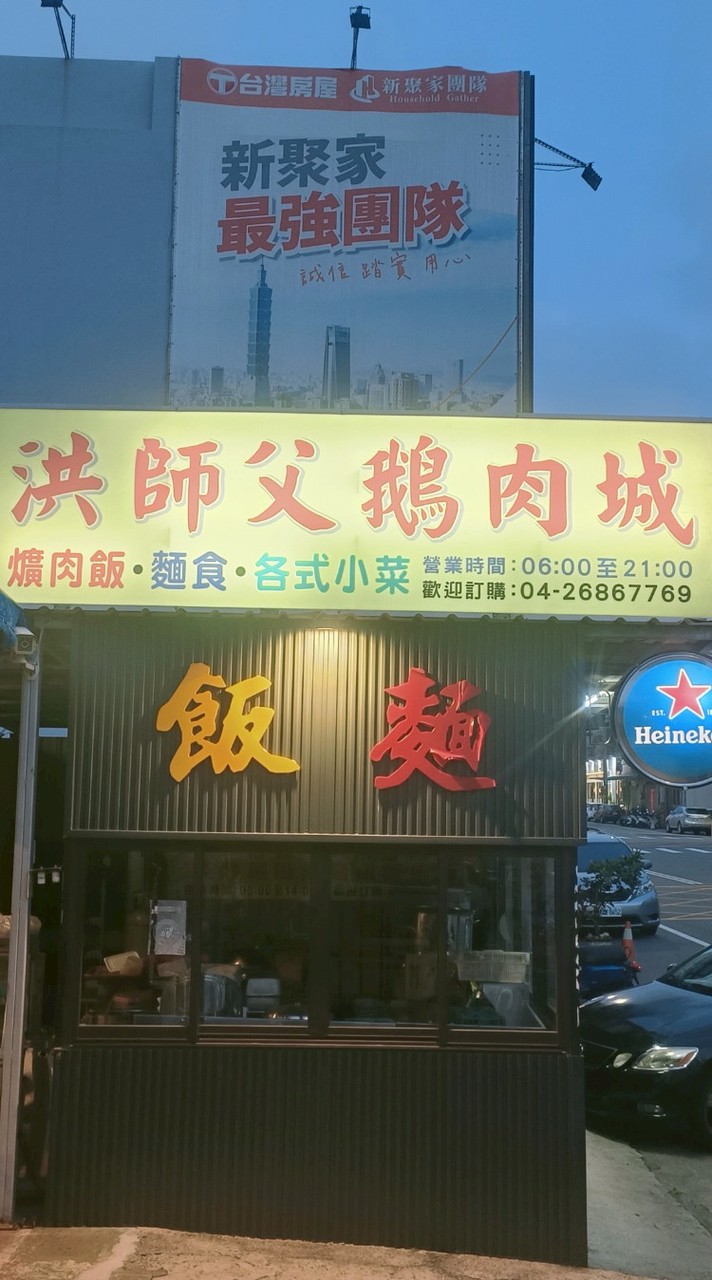 台灣房屋 新聚家團隊
Household Gather
新聚家
最強團隊
誠信 踏實 用心
洪師父鵝肉城
爌肉飯・麵食・各式小菜
營業時間：06:00至21:00
歡迎訂購：04-26867769
飯 麵
EST.
Heineke